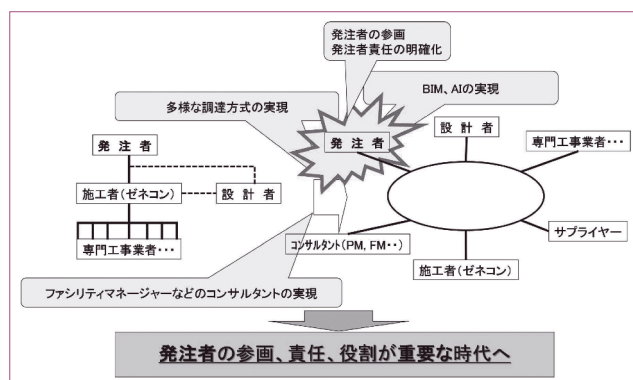 発注者の参画
発注者責任の明確化
BIM、AIの実現
多様な調達方式の実現
発 注 者
設 計 者
専門工事業者・・・
発 注 者
施工者(ゼネコン)
設 計 者
専門工事業者・・・
サプライヤー
コンサルタント(PM, FM・・)
施工者(ゼネコン)
ファシリティマネージャーなどのコンサルタントの実現
発注者の参画、責任、役割が重要な時代へ